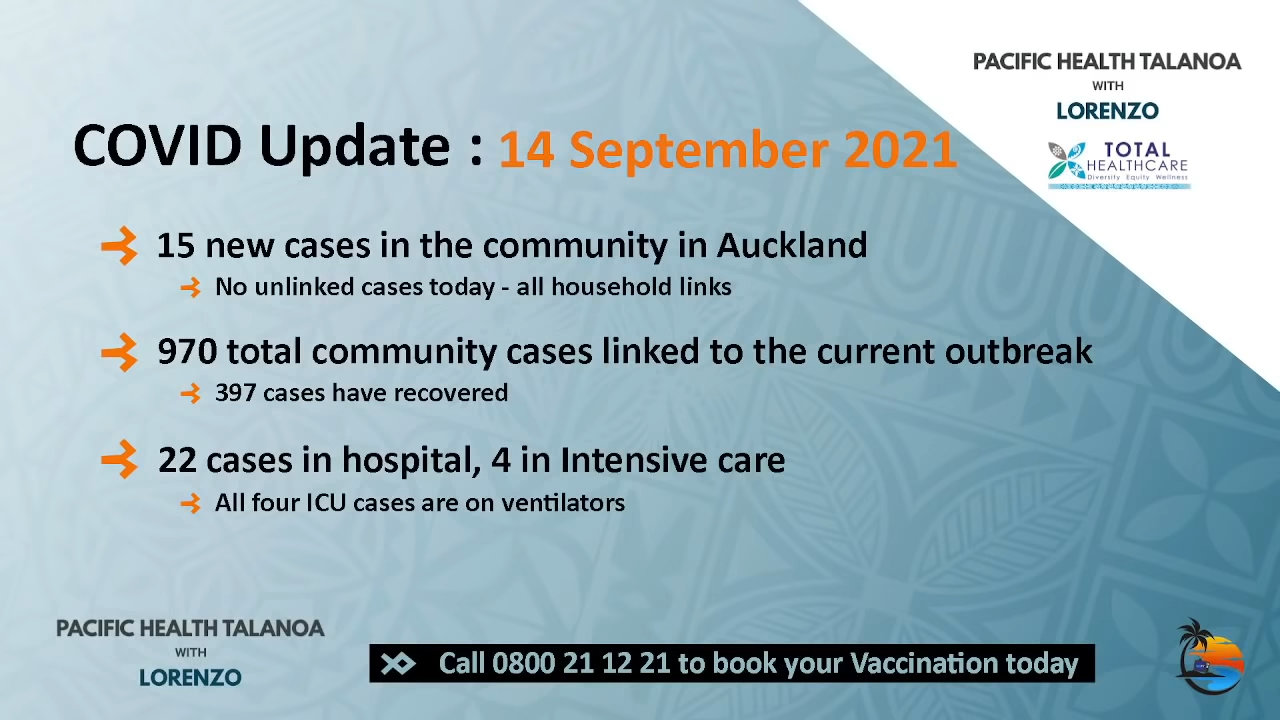 PACIFIC HEALTH TALANOA
WITH
LORENZO
TOTAL
HEALTHCARE
Diversity Equity Wellness
COVID Update : 14 September 2021
15 new cases in the community in Auckland
No unlinked cases today - all household links
970 total community cases linked to the current outbreak
397 cases have recovered
22 cases in hospital, 4 in Intensive care
All four ICU cases are on ventilators
PACIFIC HEALTH TALANOA
WITH
LORENZO
Call 0800 21 12 21 to book your Vaccination today